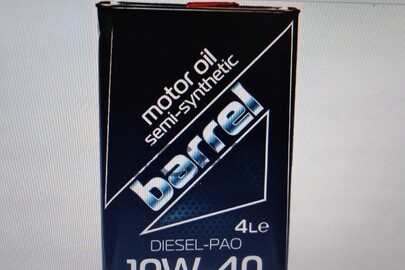 motor oil
semi-synthetic
barrel
4Le
DIESEL-PAO
10W-40